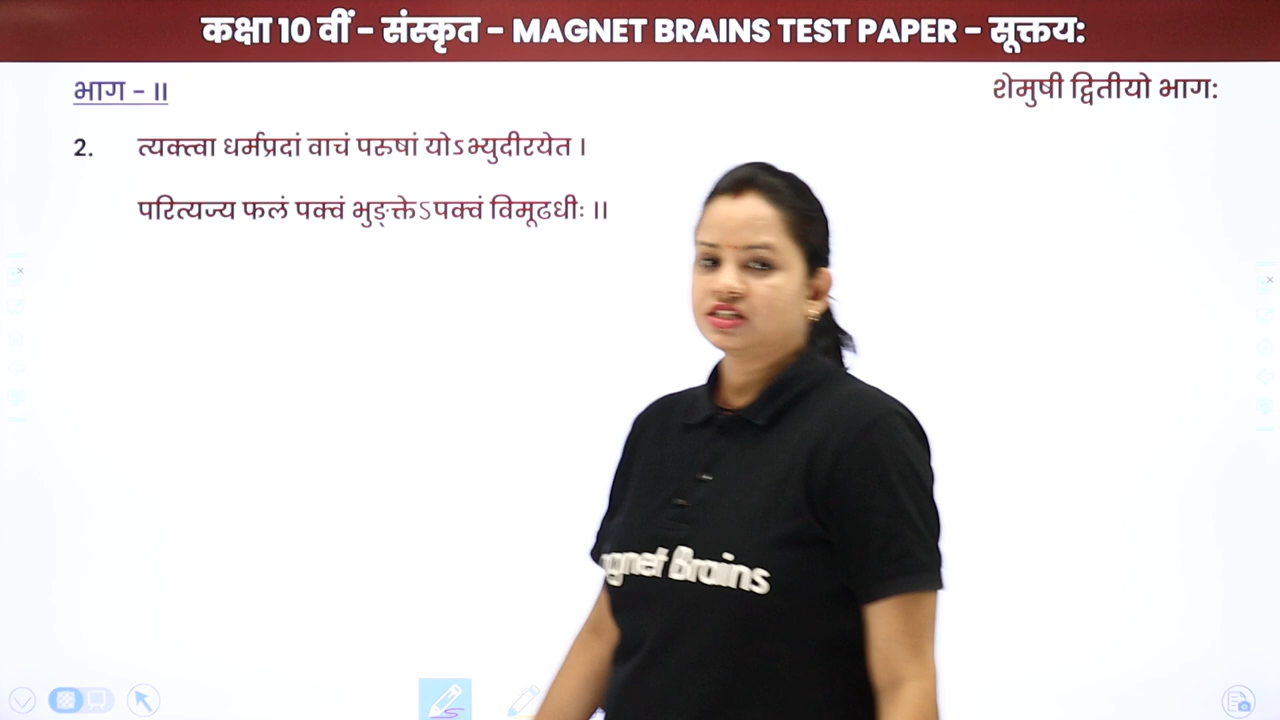 कक्षा 10 वीं - संस्कृत - MAGNET BRAINS TEST PAPER - सूक्तय:
भाग - II
शेमुषी द्वितीयो भाग:
2. त्यक्त्वा धर्मप्रदां वाचं परुषां योऽभ्युदीरयेत ।
परित्यज्य फलं पक्वं भुङ्क्तेऽपक्वं विमूढधीः ।।
gnet Brains